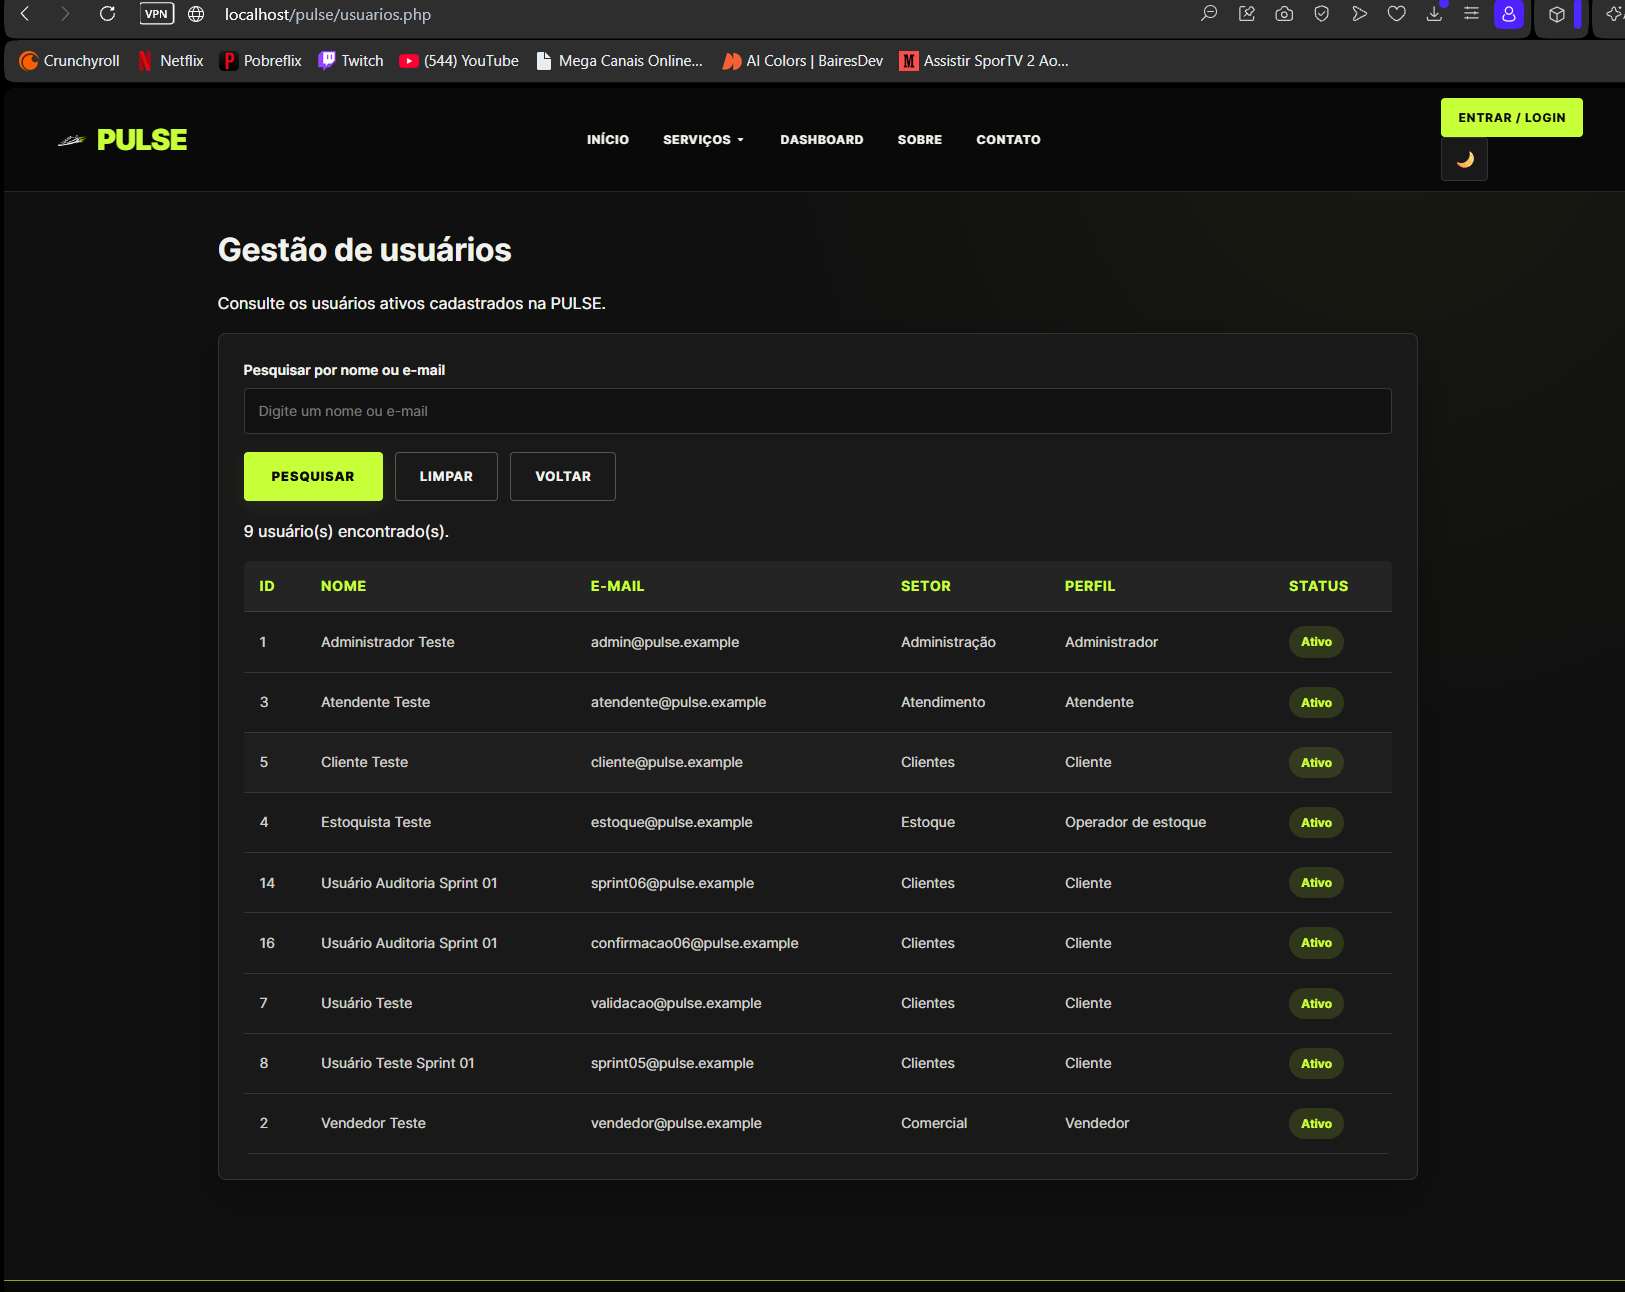 VPN localhost/pulse/usuarios.php
Crunchyroll Netflix Pobreflix Twitch (544) YouTube Mega Canais Online... AI Colors | BairesDev M Assistir SporTV 2 Ao...
PULSE INÍCIO SERVIÇOS DASHBOARD SOBRE CONTATO ENTRAR / LOGIN
Gestão de usuários
Consulte os usuários ativos cadastrados na PULSE.
Pesquisar por nome ou e-mail
Digite um nome ou e-mail
PESQUISAR LIMPAR VOLTAR
9 usuário(s) encontrado(s).
ID NOME E-MAIL SETOR PERFIL STATUS
1 Administrador Teste admin@pulse.example Administração Administrador Ativo
3 Atendente Teste atendente@pulse.example Atendimento Atendente Ativo
5 Cliente Teste cliente@pulse.example Clientes Cliente Ativo
4 Estoquista Teste estoque@pulse.example Estoque Operador de estoque Ativo
14 Usuário Auditoria Sprint 01 sprint06@pulse.example Clientes Cliente Ativo
16 Usuário Auditoria Sprint 01 confirmacao06@pulse.example Clientes Cliente Ativo
7 Usuário Teste validacao@pulse.example Clientes Cliente Ativo
8 Usuário Teste Sprint 01 sprint05@pulse.example Clientes Cliente Ativo
2 Vendedor Teste vendedor@pulse.example Comercial Vendedor Ativo